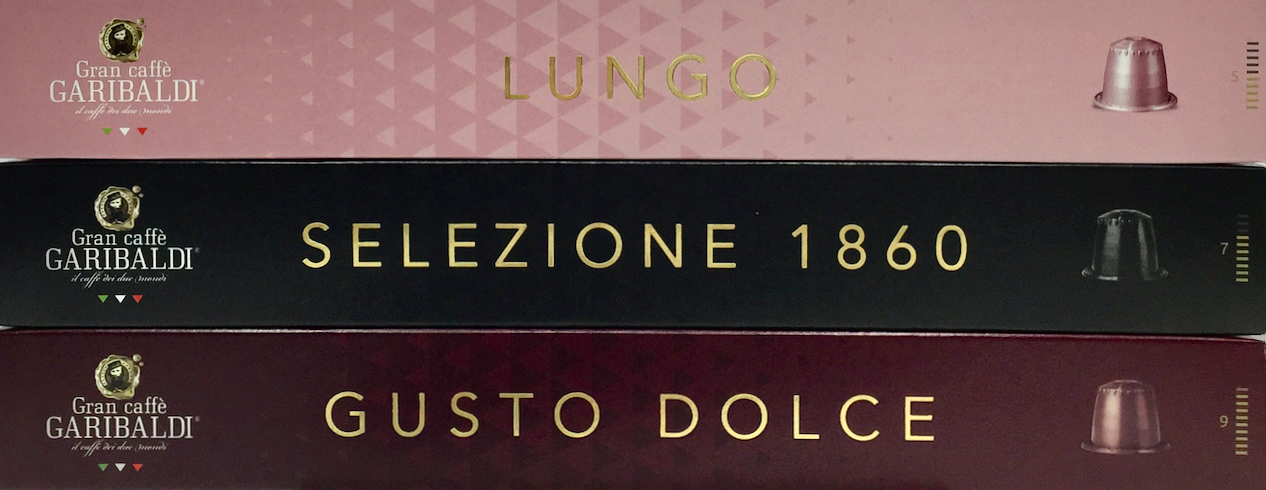 Gran caffè
GARIBALDI®
il caffè dei due mondi
LUNGO
5
Gran caffè
GARIBALDI®
il caffè dei due mondi
SELEZIONE 1860
7
Gran caffè
GARIBALDI®
il caffè dei due mondi
GUSTO DOLCE
9